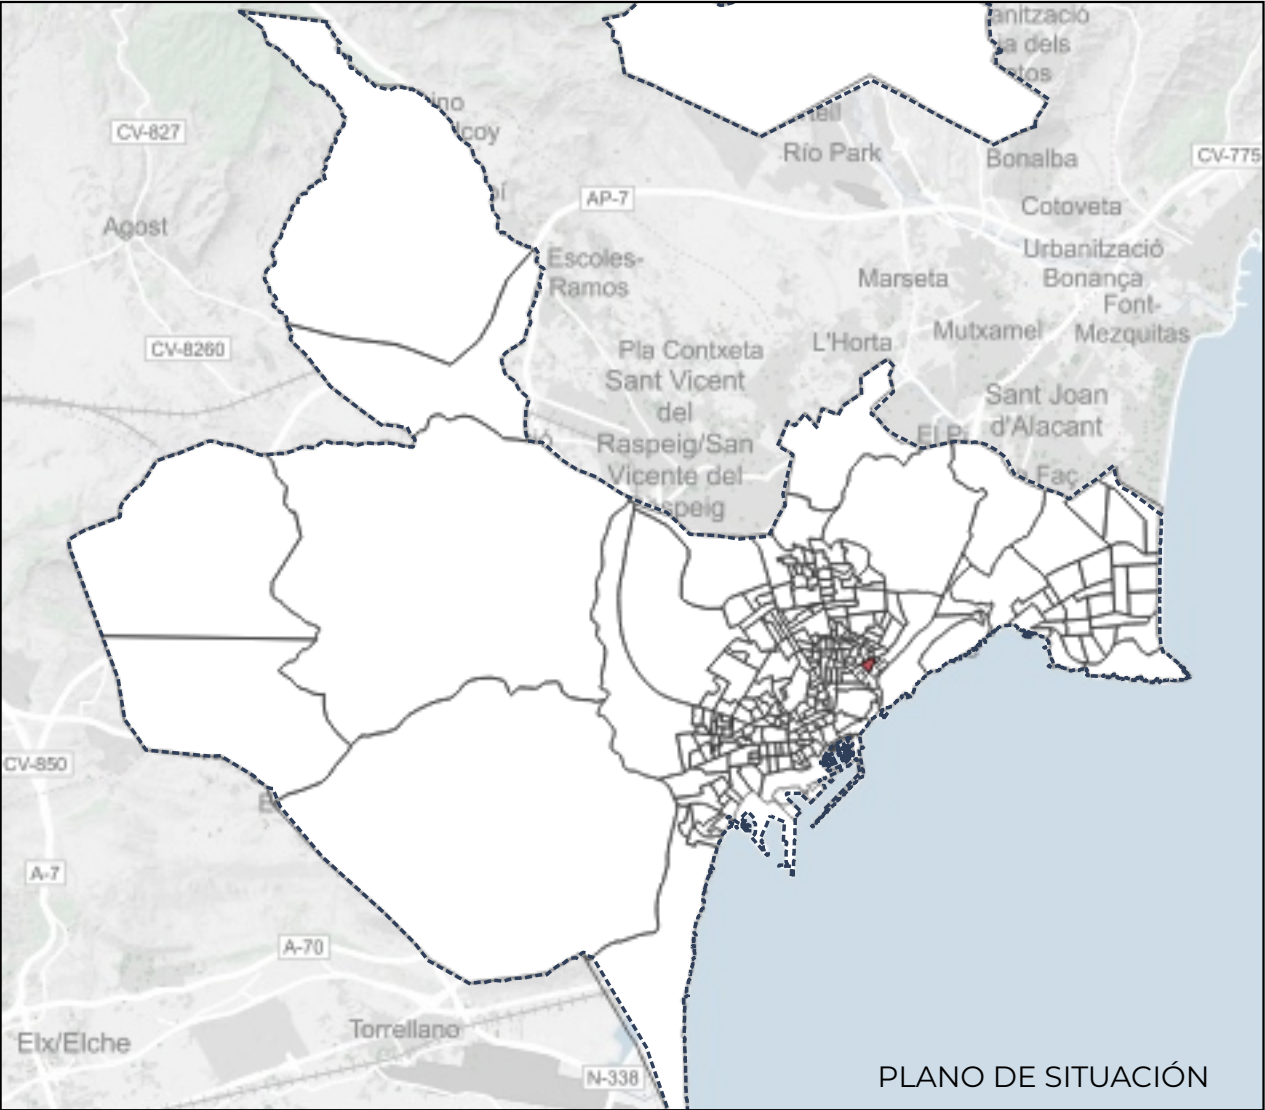 CV-827
Agost
CV-8260
AP-7
Escoles-
Ramos
Río Park
Bonalba
CV-775
Cotoveta
Urbanització
Bonança
Font-
Mezquitas
Marseta
Mutxamel
L'Horta
Pla Contxeta
Sant Vicent
del
Raspeig/San
Vicente del
Sant Joan
d'Alacant
Faç
CV-850
A-7
A-70
Elx/Elche
Torrellano
N-338
PLANO DE SITUACIÓN